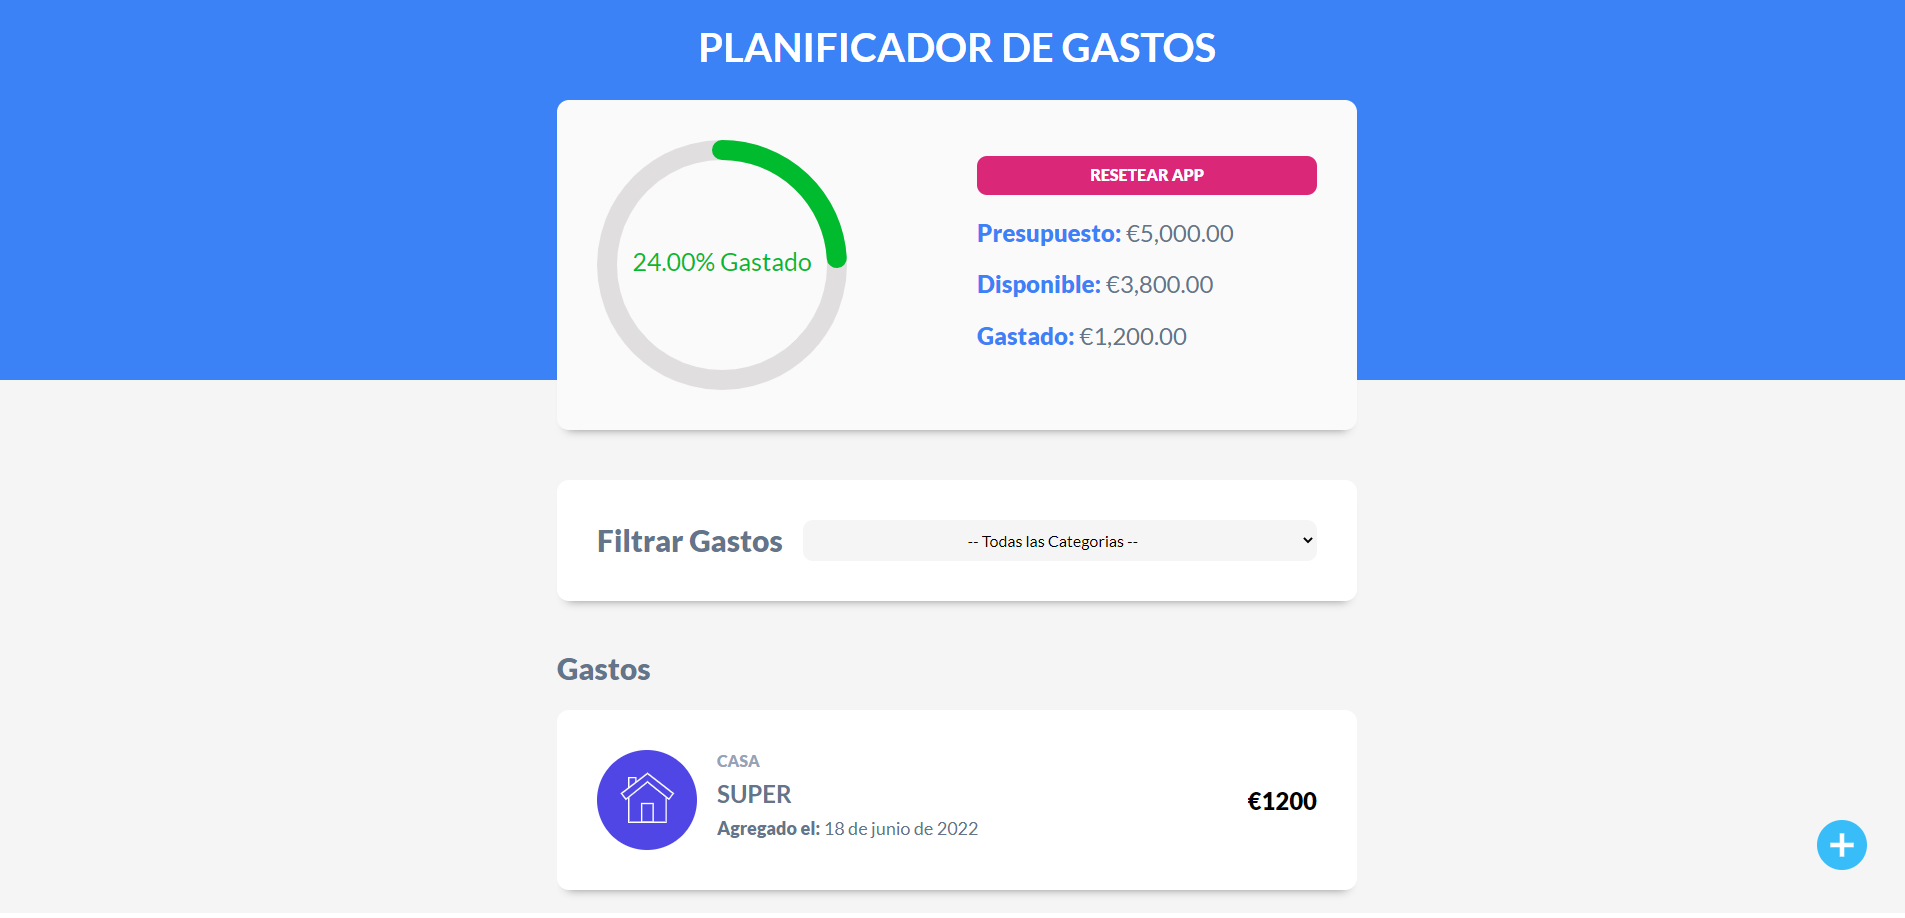 PLANIFICADOR DE GASTOS
24.00% Gastado
RESETEAR APP
Presupuesto: €5,000.00
Disponible: €3,800.00
Gastado: €1,200.00
Filtrar Gastos
-- Todas las Categorias --
Gastos
CASA
SUPER
Agregado el: 18 de junio de 2022
€1200